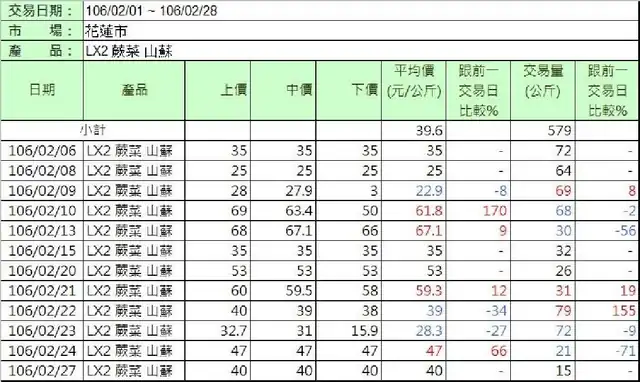 交易日期： 106/02/01 ~ 106/02/28
市 場： 花蓮市
產 品： LX2 蕨菜 山蘇
日期 產品 上價 中價 下價 平均價 (元/公斤) 跟前一交易日比較% 交易量 (公斤) 跟前一交易日比較%
小計 39.6 579
106/02/06 LX2 蕨菜 山蘇 35 35 35 35 - 72 -
106/02/08 LX2 蕨菜 山蘇 25 25 25 25 - 64 -
106/02/09 LX2 蕨菜 山蘇 28 27.9 3 22.9 -8 69 8
106/02/10 LX2 蕨菜 山蘇 69 63.4 50 61.8 170 68 -2
106/02/13 LX2 蕨菜 山蘇 68 67.1 66 67.1 9 30 -56
106/02/15 LX2 蕨菜 山蘇 35 35 35 35 - 32 -
106/02/20 LX2 蕨菜 山蘇 53 53 53 53 - 26 -
106/02/21 LX2 蕨菜 山蘇 60 59.5 58 59.3 12 31 19
106/02/22 LX2 蕨菜 山蘇 40 39 38 39 -34 79 155
106/02/23 LX2 蕨菜 山蘇 32.7 31 15.9 28.3 -27 72 -9
106/02/24 LX2 蕨菜 山蘇 47 47 47 47 66 21 -71
106/02/27 LX2 蕨菜 山蘇 40 40 40 40 - 15 -